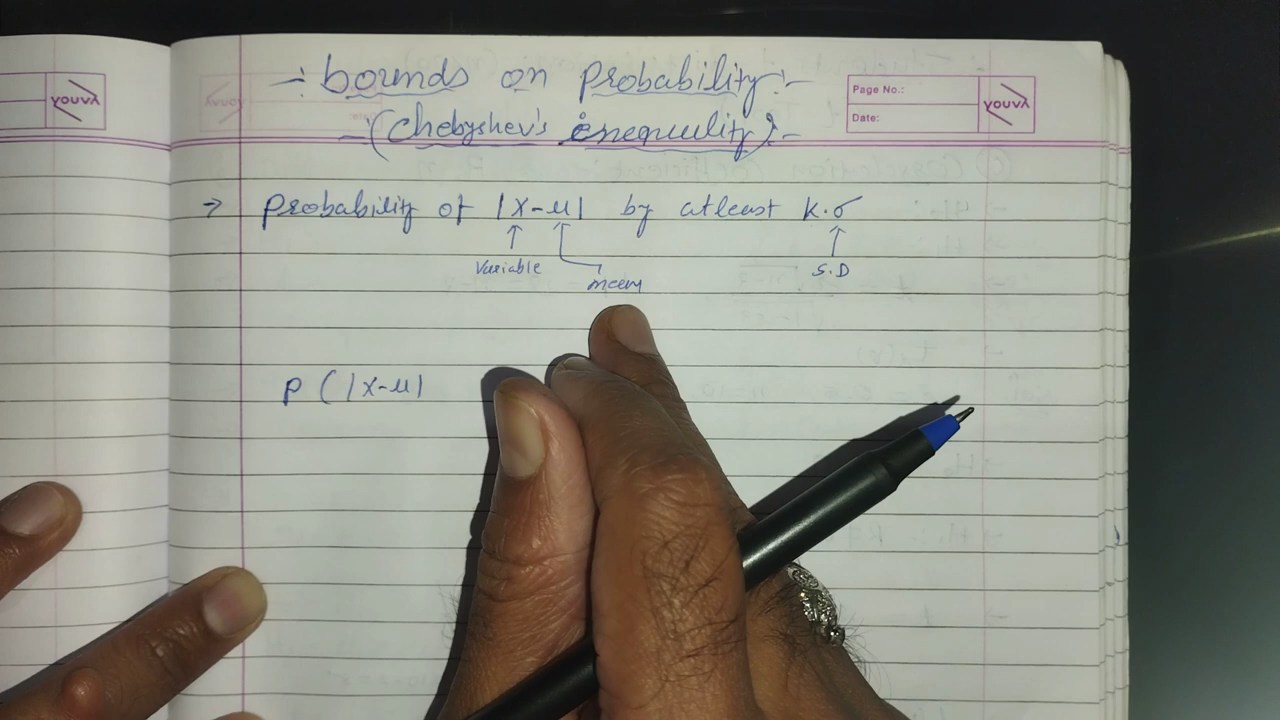 -: bounds on Probability :-
Page No.:
Date:
youva
youva
-(Chebyshev's inequality)-
→ Probability of |X-μ| by atleast K.σ
↑ ↑ ↑
Variable mean S.D
P ( |X-μ|